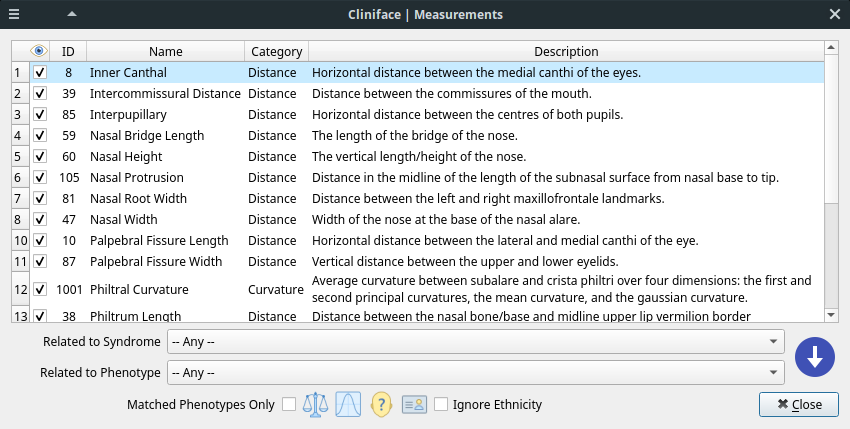 Cliniface | Measurements
ID Name Category Description
1 8 Inner Canthal Distance Horizontal distance between the medial canthi of the eyes.
2 39 Intercommissural Distance Distance Distance between the commissures of the mouth.
3 85 Interpupillary Distance Horizontal distance between the centres of both pupils.
4 59 Nasal Bridge Length Distance The length of the bridge of the nose.
5 60 Nasal Height Distance The vertical length/height of the nose.
6 105 Nasal Protrusion Distance Distance in the midline of the length of the subnasal surface from nasal base to tip.
7 81 Nasal Root Width Distance Distance between the left and right maxillofrontale landmarks.
8 47 Nasal Width Distance Width of the nose at the base of the nasal alare.
10 10 Palpebral Fissure Length Distance Horizontal distance between the lateral and medial canthi of the eye.
11 87 Palpebral Fissure Width Distance Vertical distance between the upper and lower eyelids.
12 1001 Philtral Curvature Curvature Average curvature between subalare and crista philtri over four dimensions: the first and
second principal curvatures, the mean curvature, and the gaussian curvature.
13 38 Philtrum Length Distance Distance between the nasal bone/base and midline upper lip vermilion border
Related to Syndrome -- Any --
Related to Phenotype -- Any --
Matched Phenotypes Only ? Ignore Ethnicity Close